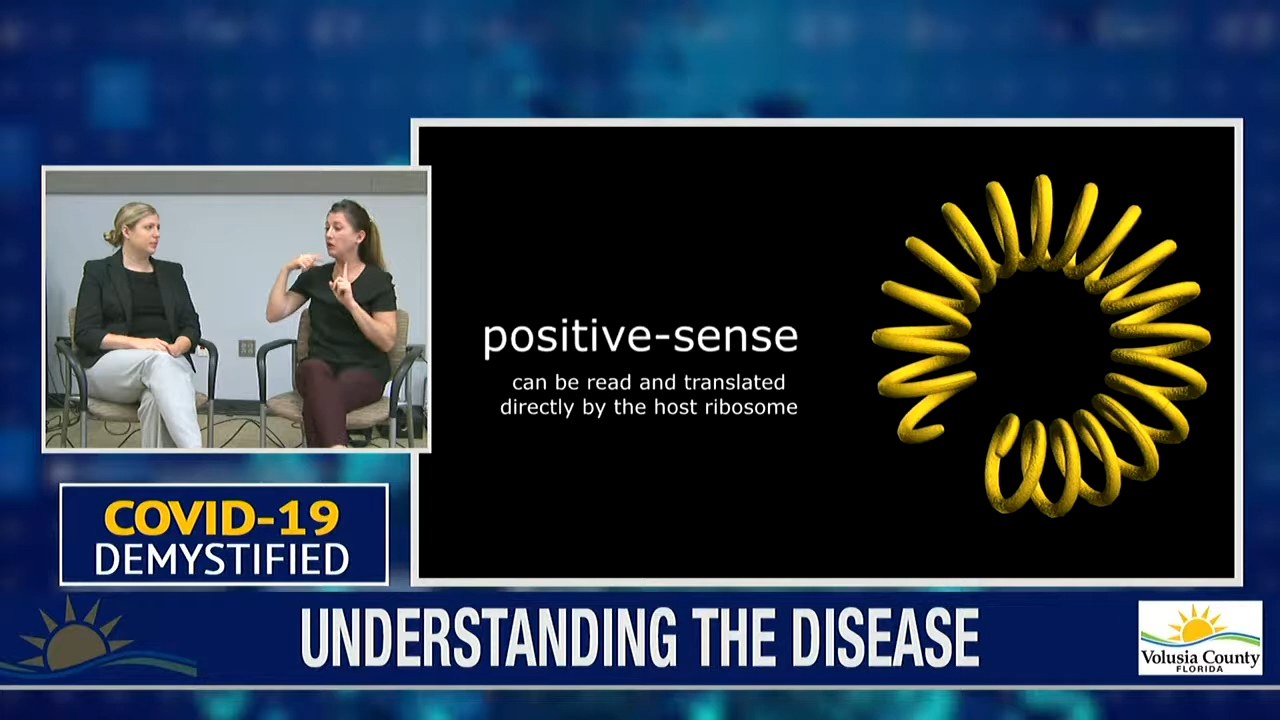 positive-sense
can be read and translated
directly by the host ribosome
COVID-19
DEMYSTIFIED
UNDERSTANDING THE DISEASE
Volusia County
FLORIDA